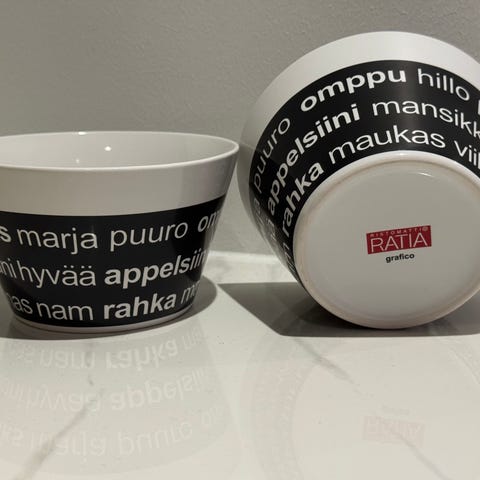 s marja puuro om
ni hyvää appelsiin
as nam rahka m
puuro omppu hillo
appelsiini mansikk
rahka maukas vii
RISTOMATTI
RATIA
grafico